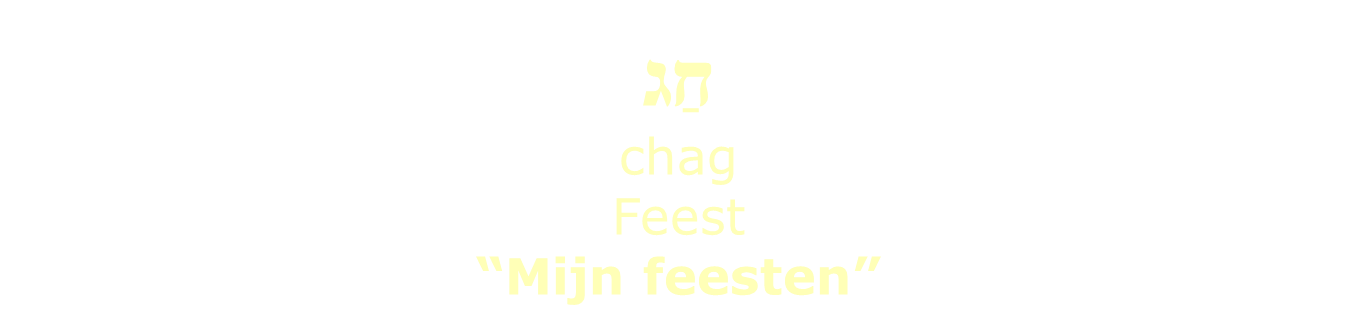 חַג
chag
Feest
“Mijn feesten”